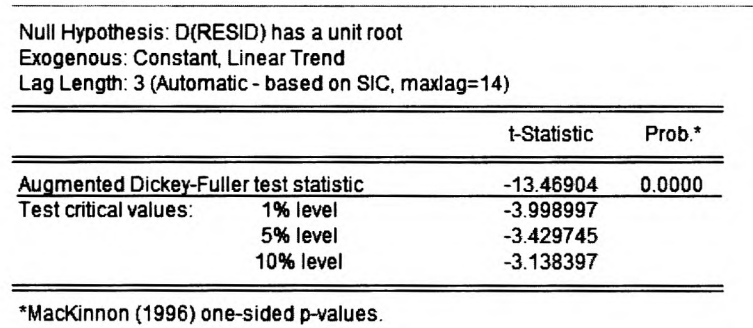 Null Hypothesis: D(RESID) has a unit root
Exogenous: Constant, Linear Trend
Lag Length: 3 (Automatic - based on SIC, maxlag=14)
t-Statistic Prob.*
Augmented Dickey-Fuller test statistic -13.46904 0.0000
Test critical values: 1% level -3.998997
5% level -3.429745
10% level -3.138397
*MacKinnon (1996) one-sided p-values.